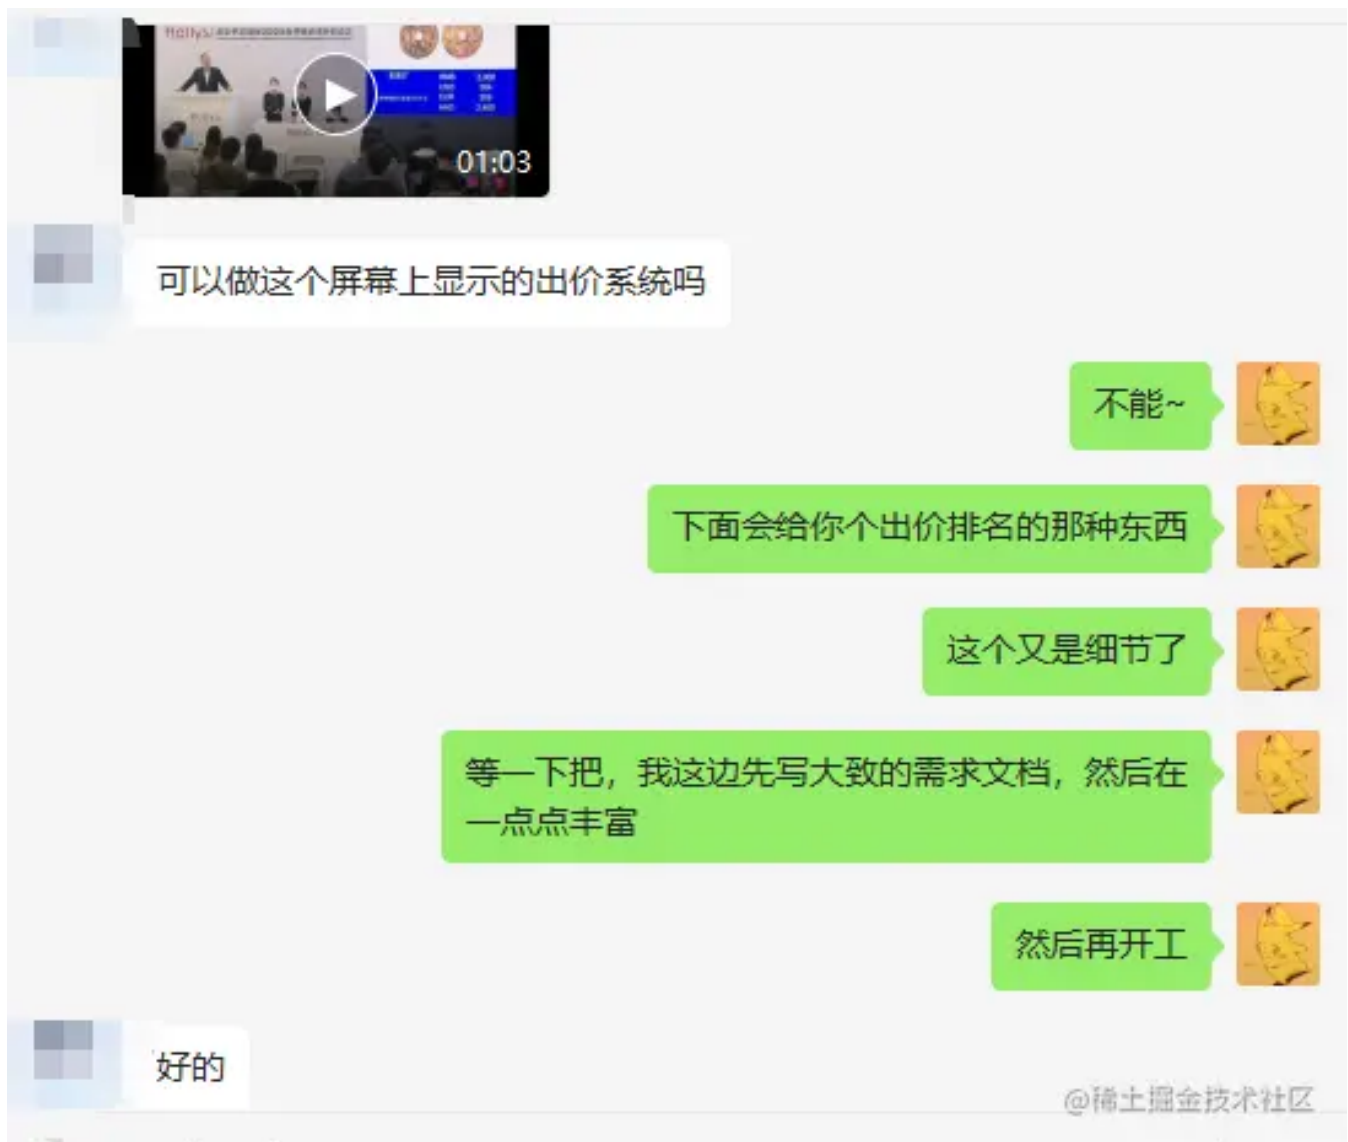 01:03
可以做这个屏幕上显示的出价系统吗
不能~
下面会给你个出价排名的那种东西
这个又是细节了
等一下把，我这边先写大致的需求文档，然后在
一点点丰富
然后再开工
好的
@稀土掘金技术社区